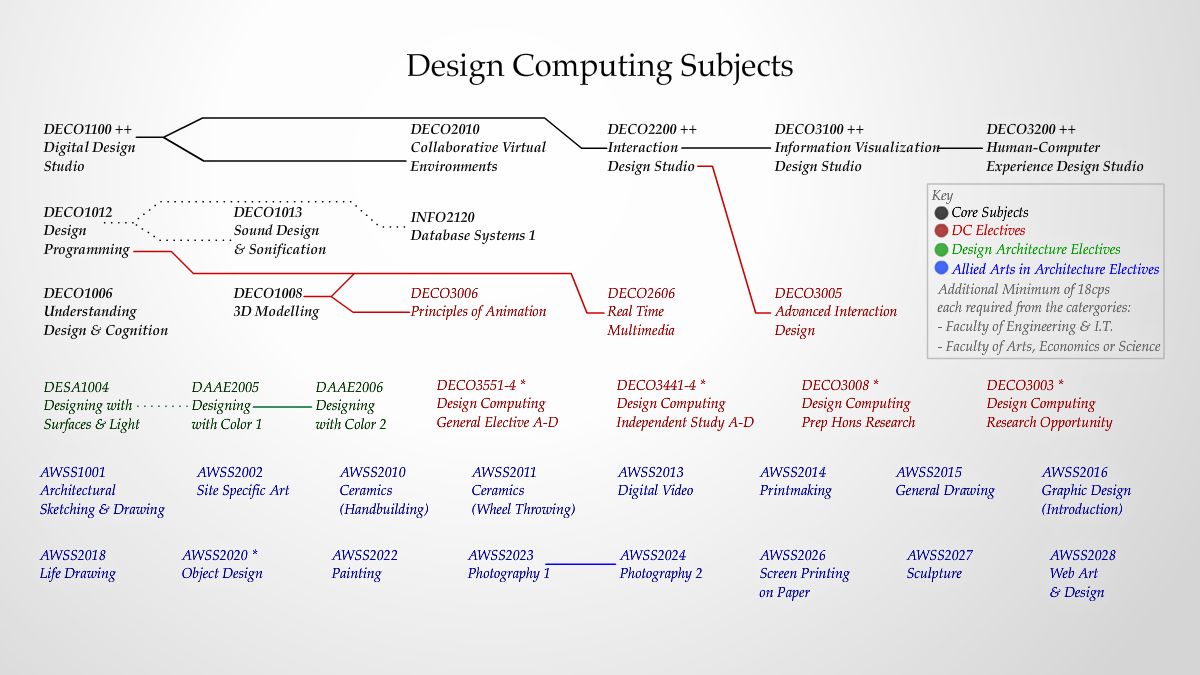 Design Computing Subjects
DECO1100 ++
Digital Design
Studio
DECO2010
Collaborative Virtual
Environments
DECO2200 ++
Interaction
Design Studio
DECO3100 ++
Information Visualization
Design Studio
DECO3200 ++
Human-Computer
Experience Design Studio
DECO1012
Design
Programming
DECO1013
Sound Design
& Sonification
INFO2120
Database Systems 1
Key
Core Subjects
DC Electives
Design Architecture Electives
Allied Arts in Architecture Electives
Additional Minimum of 18cps
each required from the catergories:
- Faculty of Engineering & I.T.
- Faculty of Arts, Economics or Science
DECO1006
Understanding
Design & Cognition
DECO1008
3D Modelling
DECO3006
Principles of Animation
DECO2606
Real Time
Multimedia
DECO3005
Advanced Interaction
Design
DESA1004
Designing with
Surfaces & Light
DAAE2005
Designing
with Color 1
DAAE2006
Designing
with Color 2
DECO3551-4 *
Design Computing
General Elective A-D
DECO3441-4 *
Design Computing
Independent Study A-D
DECO3008 *
Design Computing
Prep Hons Research
DECO3003 *
Design Computing
Research Opportunity
AWSS1001
Architectural
Sketching & Drawing
AWSS2002
Site Specific Art
AWSS2010
Ceramics
(Handbuilding)
AWSS2011
Ceramics
(Wheel Throwing)
AWSS2013
Digital Video
AWSS2014
Printmaking
AWSS2015
General Drawing
AWSS2016
Graphic Design
(Introduction)
AWSS2018
Life Drawing
AWSS2020 *
Object Design
AWSS2022
Painting
AWSS2023
Photography 1
AWSS2024
Photography 2
AWSS2026
Screen Printing
on Paper
AWSS2027
Sculpture
AWSS2028
Web Art
& Design